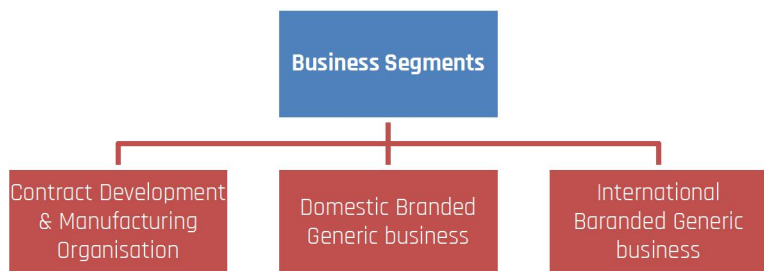 Business Segments
Contract Development
& Manufacturing
Organisation
Domestic Branded
Generic business
International
Baranded Generic
business